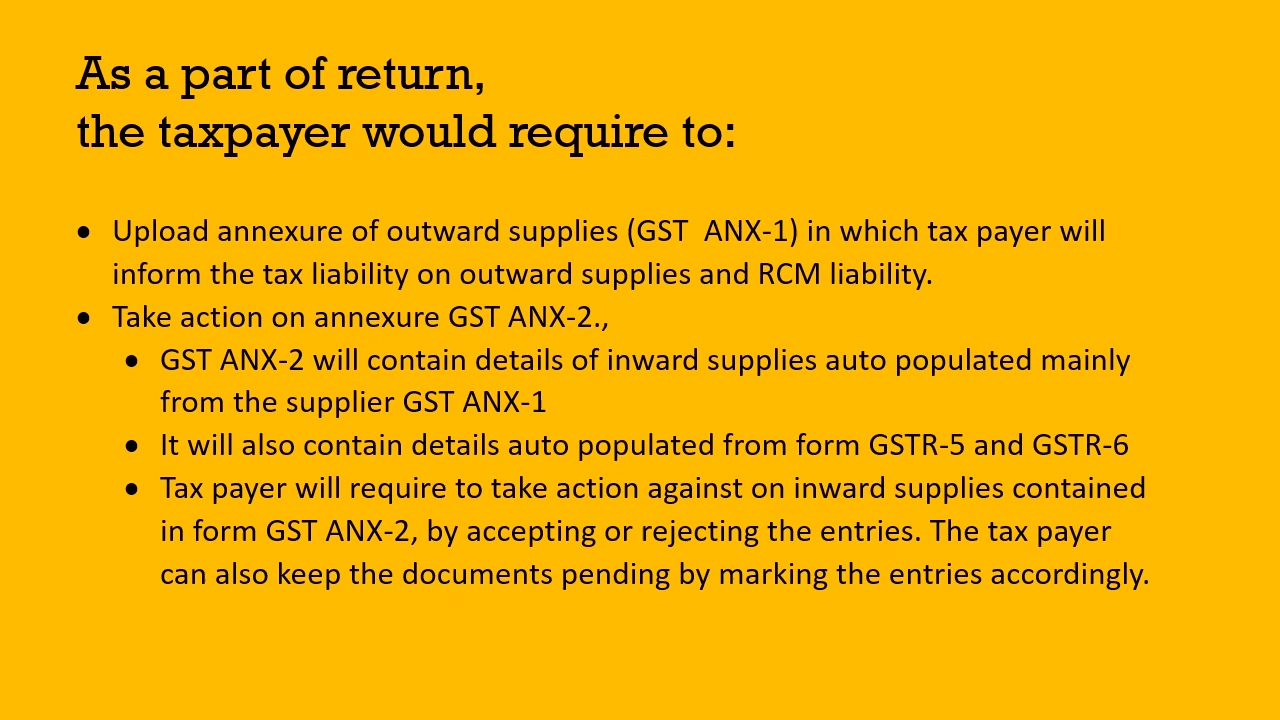 As a part of return,
the taxpayer would require to:
• Upload annexure of outward supplies (GST  ANX-1) in which tax payer will
inform the tax liability on outward supplies and RCM liability.
• Take action on annexure GST ANX-2.,
• GST ANX-2 will contain details of inward supplies auto populated mainly
from the supplier GST ANX-1
• It will also contain details auto populated from form GSTR-5 and GSTR-6
• Tax payer will require to take action against on inward supplies contained
in form GST ANX-2, by accepting or rejecting the entries. The tax payer
can also keep the documents pending by marking the entries accordingly.